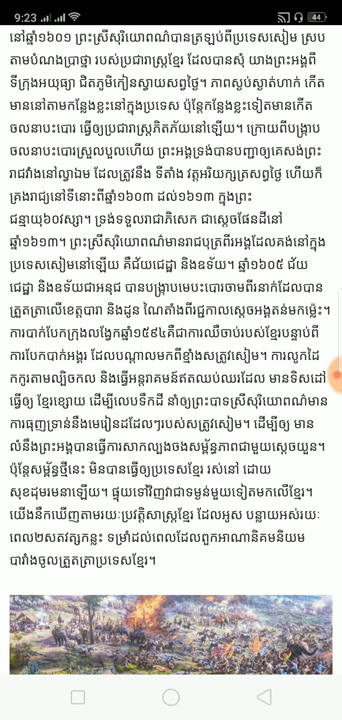 9:23
44
នៅឆ្នាំ១៦០១ ព្រះស្រីសុរិយោពណ៌បានត្រឡប់ពីប្រទេសសៀម ស្រប
តាមបំណងប្រាថ្នា របស់ប្រជារាស្ត្រខ្មែរ ដែលបានសុំ យាងព្រះអង្គពី
ទីក្រុងអយុធ្យា ជិតភូមិកៀនស្វាយសព្វថ្ងៃ។ ភាពស្ងប់ស្ងាត់ហាក់ កើត
មាននៅតាមកន្លែងខ្លះនៅក្នុងប្រទេស ប៉ុន្តែកន្លែងខ្លះទៀតមានកើត
ចលនាបះបោរ ធ្វើឲ្យប្រជារាស្ត្រភិតភ័យនៅឡើយ។ ក្រោយពីបង្ក្រាប
ចលនាបះបោរស្រួលបួលហើយ ព្រះអង្គទ្រង់បានបញ្ជាឲ្យគេសង់ព្រះ
រាជវាំងនៅល្វាឯម ដែលត្រូវនឹង ទីតាំង វត្តអរិយក្សត្រសព្វថ្ងៃ ហើយក៏
គ្រងរាជ្យនៅទីនោះពីឆ្នាំ១៦០៣ ដល់១៦១៣ ក្នុងព្រះ
ជន្មាយុ៦០វស្សា។ ទ្រង់ទទួលរាជាភិសេក ជាស្តេចផែនដីនៅ
ឆ្នាំ១៦១៣។ ព្រះស្រីសុរិយោពណ៌មានរាជបុត្រពីរអង្គដែលគង់នៅក្នុង
ប្រទេសសៀមនៅឡើយ គឺជ័យជេដ្ឋា និងឧទ័យ។ ឆ្នាំ១៦០៥ ជ័យ
ជេដ្ឋា និងឧទ័យជាអនុជ បានបង្ក្រាបមេបះបោរចាមពីរនាក់ដែលបាន
ត្រួតត្រាលើខេត្តបារា និងដូន ណៃតាំងពីរជ្ជកាលស្តេចអង្គតន់មកម្ល៉េះ។
ការបាក់បែកក្រុងលង្វែកឆ្នាំ១៥៩៤គឺជាការឈឺចាប់របស់ខ្មែរបន្ទាប់ពី
ការបែកបាក់អង្គរ ដែលបណ្តាលមកពីខ្មាំងសត្រូវសៀម។ ការលូកដៃ
កកូរតាមល្បិចកល និងធ្វើអន្តរាគមន៍ឥតឈប់ឈរដែល មានទិសដៅ
ធ្វើឲ្យ ខ្មែរខ្សោយ ដើម្បីលេបទឹកដី នាំឲ្យព្រះបាទស្រីសុរិយោពណ៌មាន
ការធុញទ្រាន់នឹងមេរៀនដដែលៗរបស់សត្រូវសៀម។ ដើម្បីឲ្យ មាន
លំនឹងព្រះអង្គបានធ្វើការសាកល្បងចងសម្ព័ន្ធភាពជាមួយស្តេចយួន។
ប៉ុន្តែសម្ព័ន្ធថ្មីនេះ មិនបានធ្វើឲ្យប្រទេសខ្មែរ រស់នៅ ដោយ
សុខដុមរមនាឡើយ។ ផ្ទុយទៅវិញវាជាទម្ងន់មួយទៀតមកលើខ្មែរ។
យើងនឹកឃើញតាមរយៈប្រវត្តិសាស្ត្រខ្មែរ ដែលអូស បន្លាយអស់រយៈ
ពេល២សតវត្សកន្លះ ទម្រាំដល់ពេលដែលពួកអាណានិគមនិយម
បារាំងចូលត្រួតត្រាប្រទេសខ្មែរ។